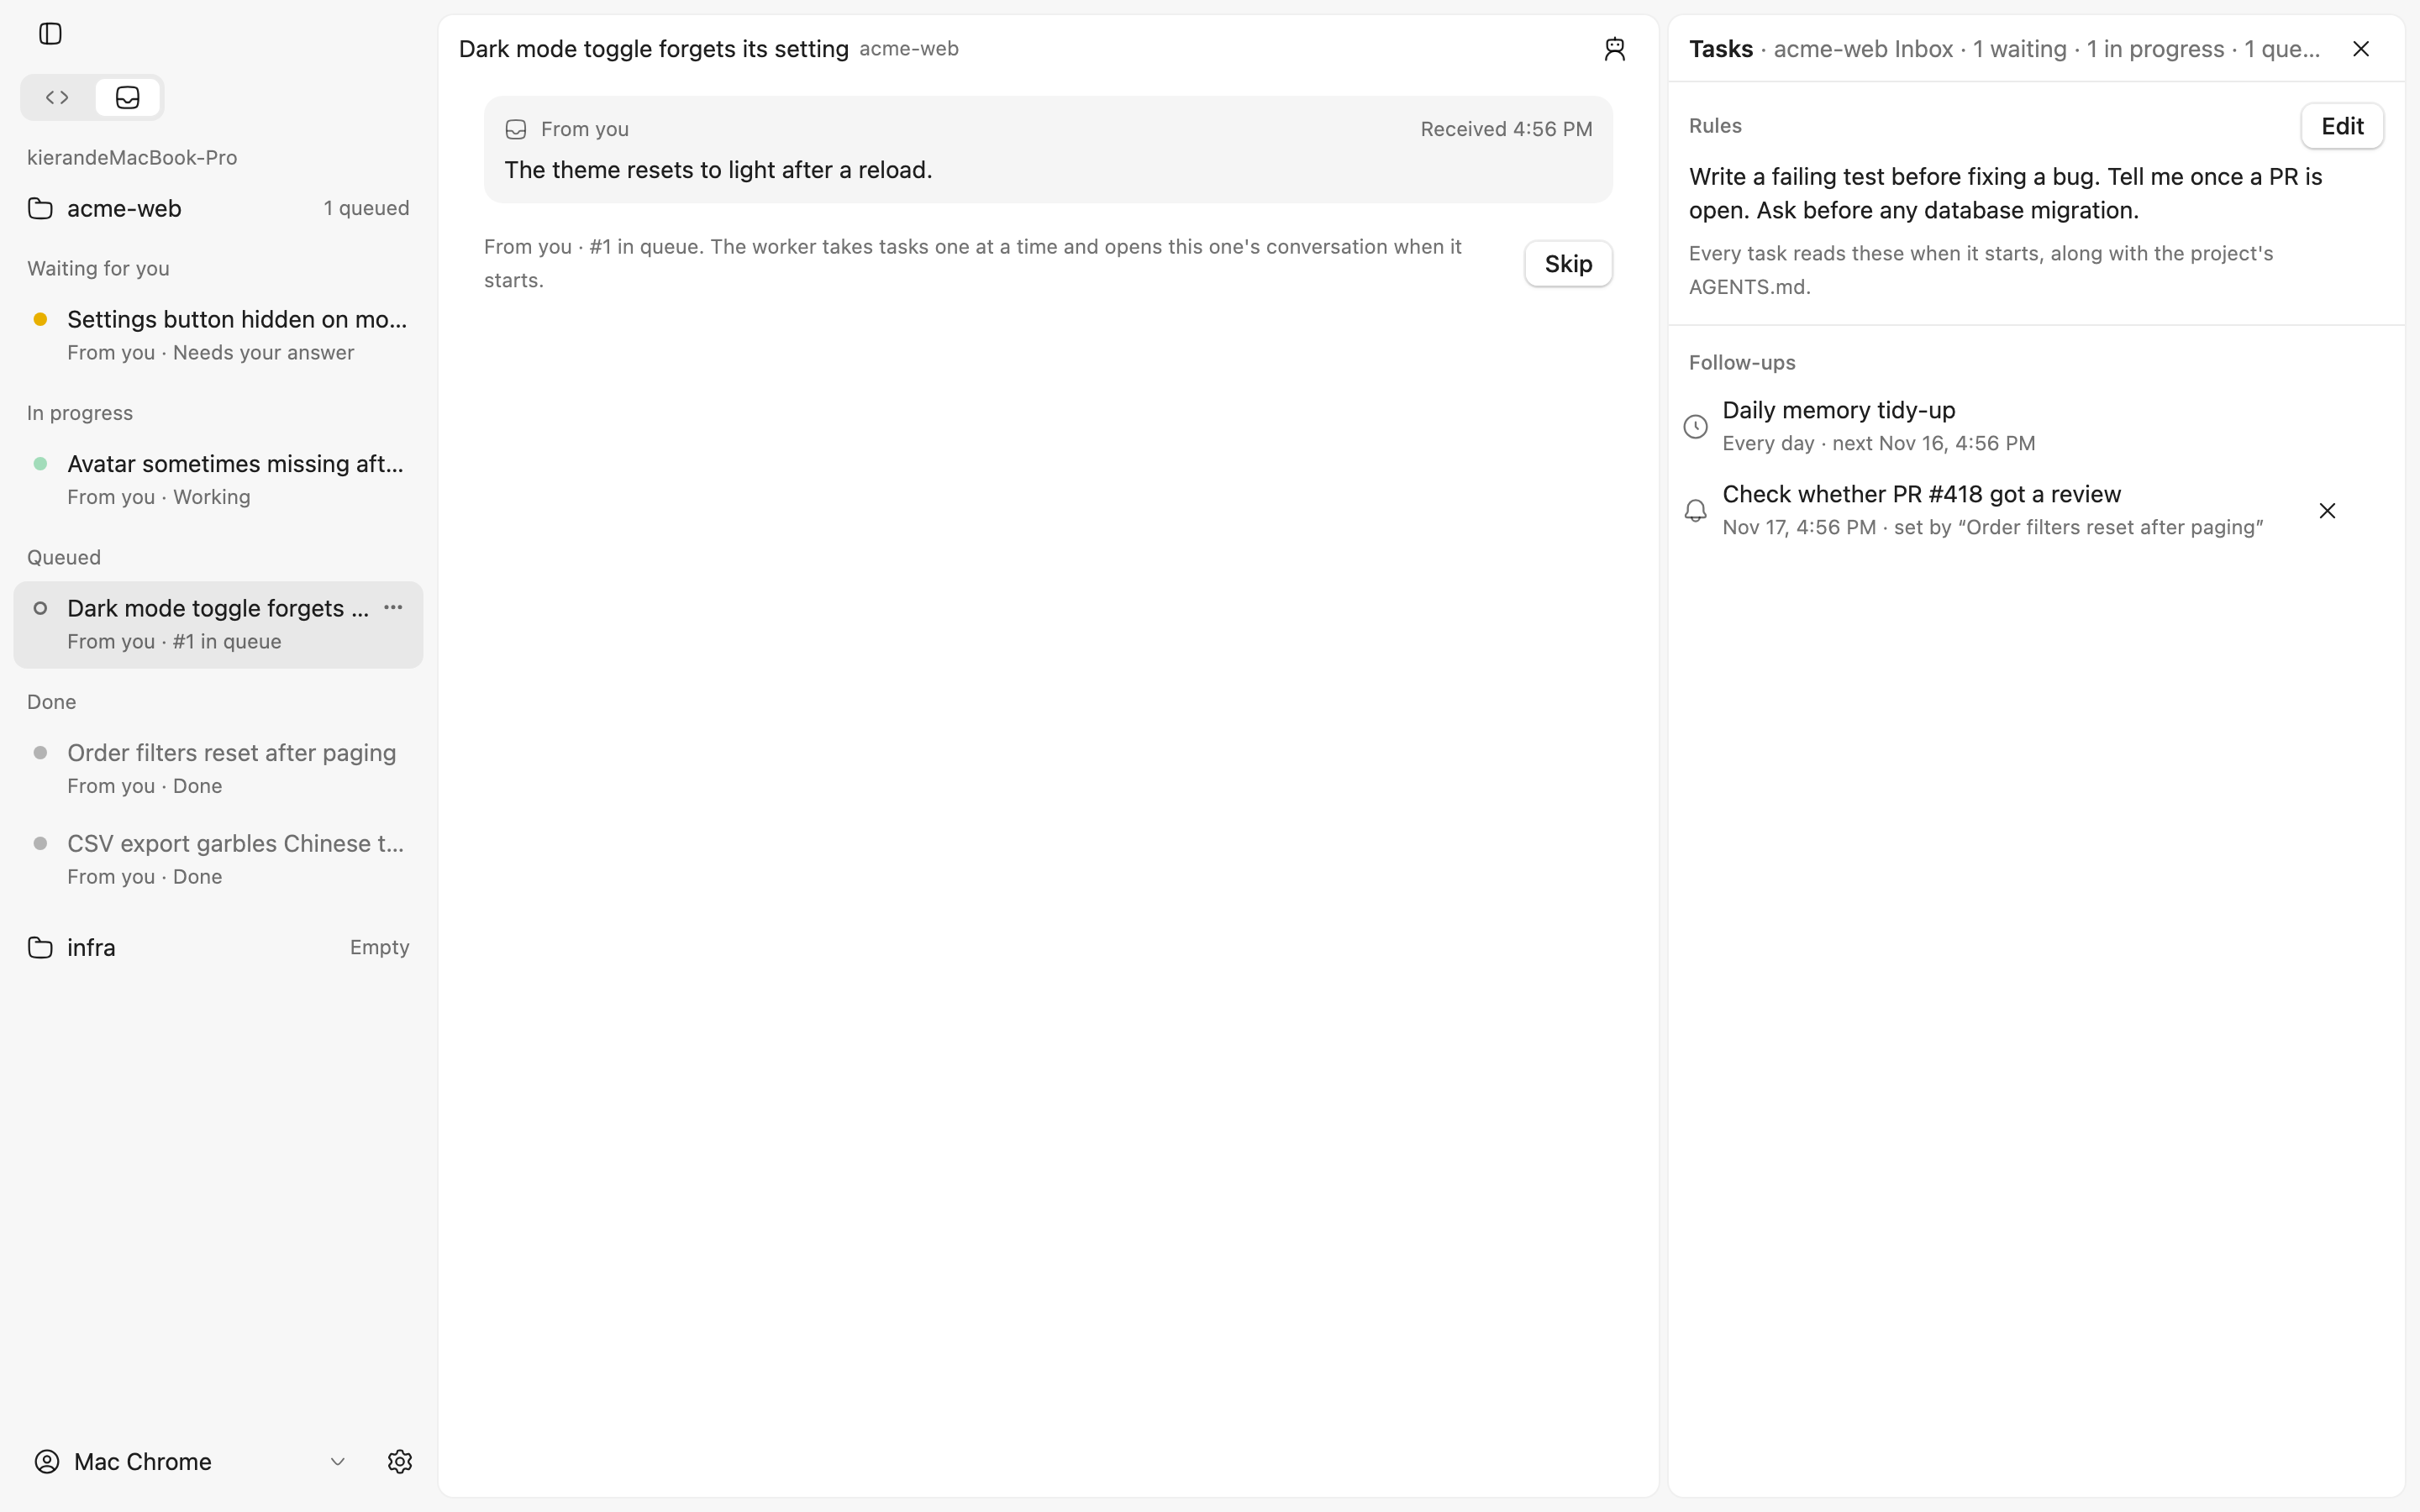 kierandeMacBook-Pro
acme-web 1 queued
Waiting for you
Settings button hidden on mo...
From you · Needs your answer
In progress
Avatar sometimes missing aft...
From you · Working
Queued
Dark mode toggle forgets ...
From you · #1 in queue
Done
Order filters reset after paging
From you · Done
CSV export garbles Chinese t...
From you · Done
infra Empty
Mac Chrome
Dark mode toggle forgets its setting acme-web
From you Received 4:56 PM
The theme resets to light after a reload.
From you · #1 in queue. The worker takes tasks one at a time and opens this one's conversation when it
starts.
Skip
Tasks · acme-web Inbox · 1 waiting · 1 in progress · 1 que...
Rules Edit
Write a failing test before fixing a bug. Tell me once a PR is
open. Ask before any database migration.
Every task reads these when it starts, along with the project's
AGENTS.md.
Follow-ups
Daily memory tidy-up
Every day · next Nov 16, 4:56 PM
Check whether PR #418 got a review
Nov 17, 4:56 PM · set by “Order filters reset after paging”